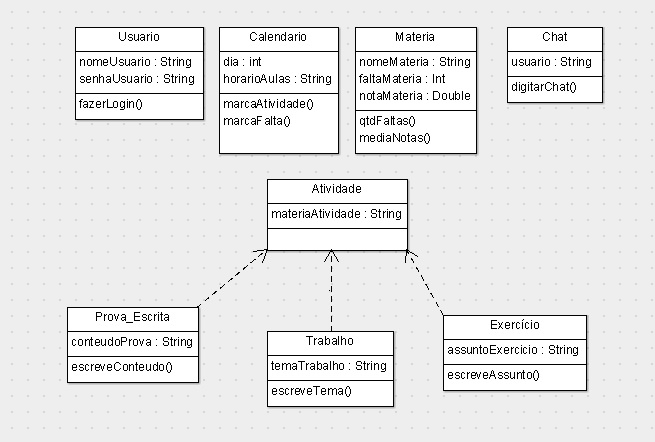 Usuario
nomeUsuario : String
senhaUsuario : String
fazerLogin()
Calendario
dia : int
horarioAulas : String
marcaAtividade()
marcaFalta()
Materia
nomeMateria : String
faltaMateria : Int
notaMateria : Double
qtdFaltas()
mediaNotas()
Chat
usuario : String
digitarChat()
Atividade
materiaAtividade : String
Prova_Escrita
conteudoProva : String
escreveConteudo()
Trabalho
temaTrabalho : String
escreveTema()
Exercício
assuntoExercicio : String
escreveAssunto()